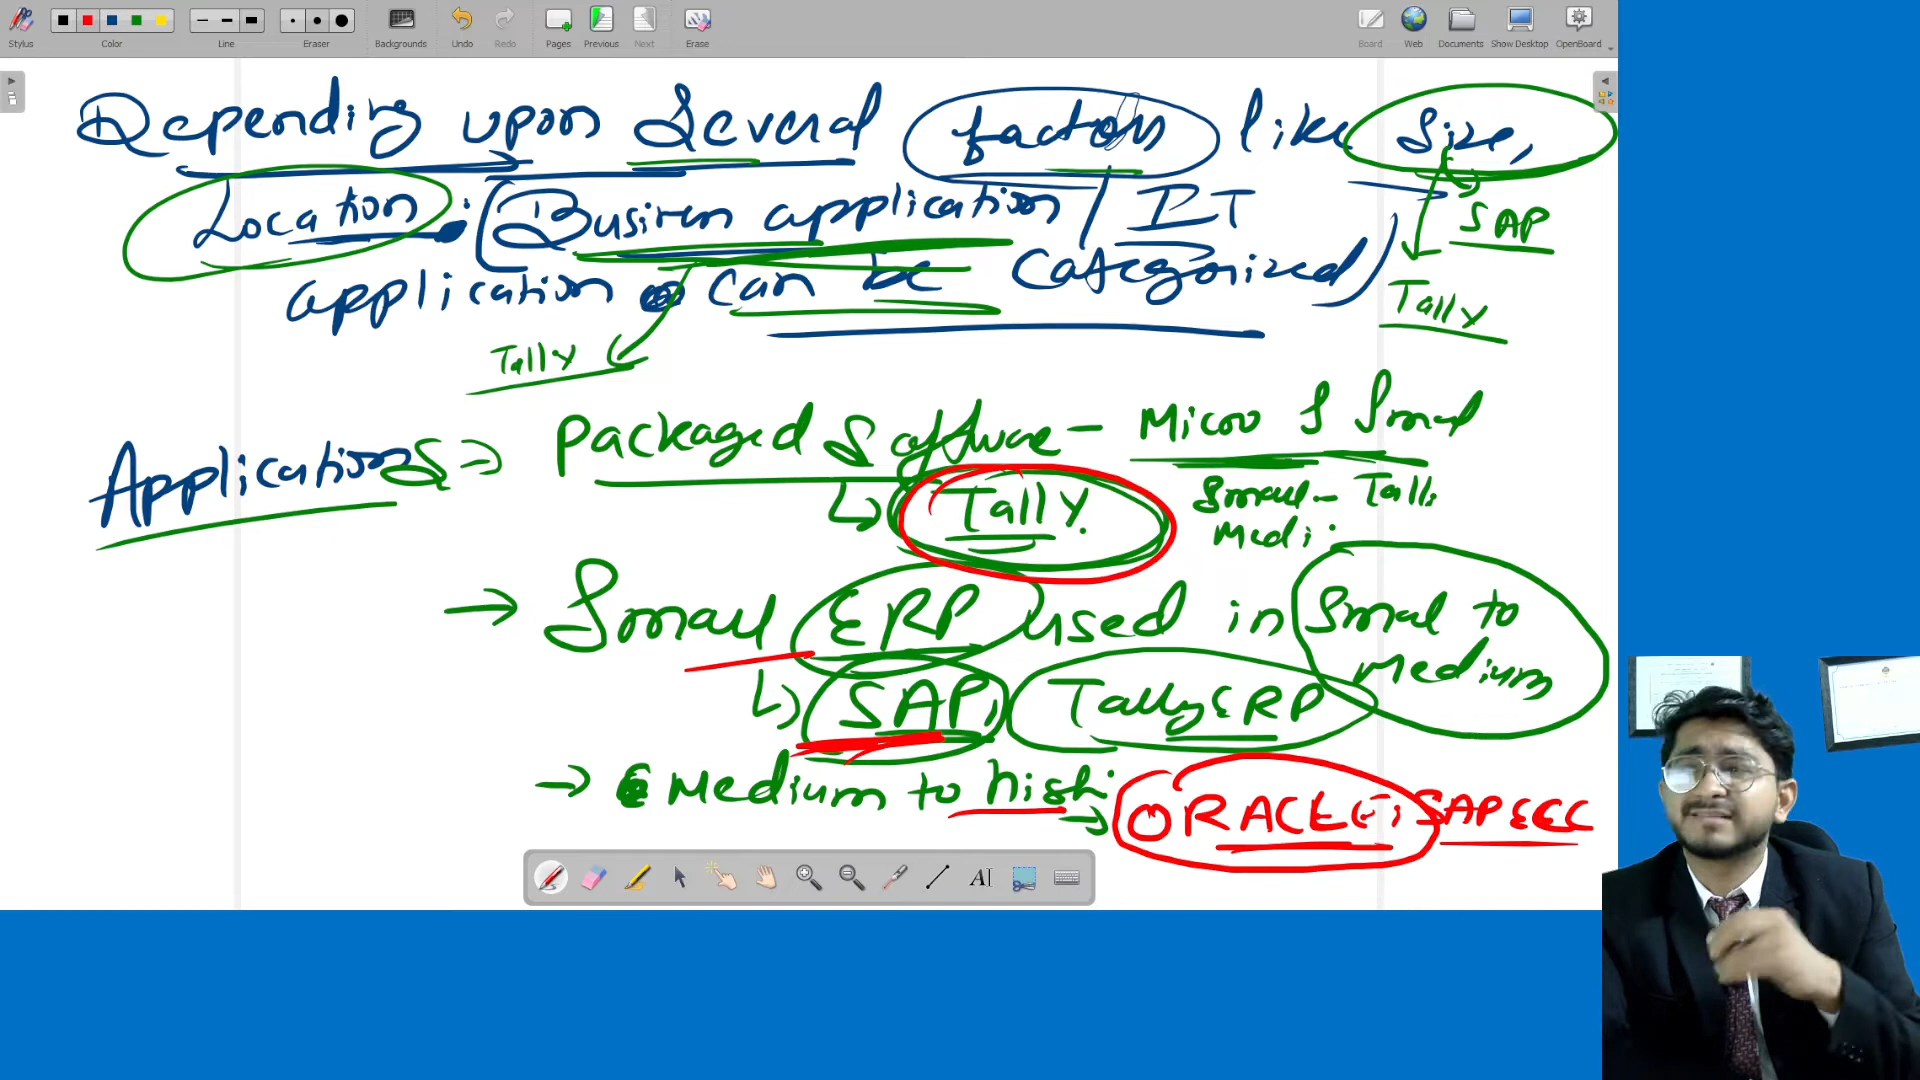 Stylus Color Line Eraser Backgrounds Undo Redo Pages Previous Next Erase Board Web Documents Show Desktop OpenBoard
Depending upon Several factors like Size,
Location. (Business application / IT
application can be Categorized)
SAP
Tally
Tally
Applications => Packaged Software - Micro & Small
Tally.
Small - Tall
Medi
→ Small ERP used in Small to
Medium
SAP, Tally ERP
→ Medium to high → ORACLE, SAP ECC